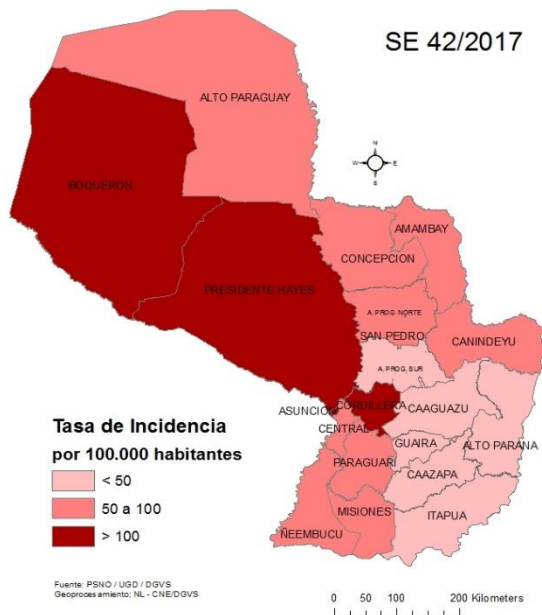 SE 42/2017
ALTO PARAGUAY
BOQUERON
N
W
E
S
AMAMBAY
CONCEPCION
PRESIDENTE HAYES
A. PROG. NORTE
SAN PEDRO
CANINDEYU
A. PROG. SUR
ASUNCION
CORDILLERA
CAAGUAZU
CENTRAL
GUAIRA
ALTO PARANA
PARAGUARI
CAAZAPA
MISIONES
ITAPUA
ÑEEMBUCU
Tasa de Incidencia
por 100.000 habitantes
< 50
50 a 100
> 100
Fuente: PSNO / UGD / DGVS
Geoprocesamiento; NL - CNE/DGVS
0 50 100 200 Kilometers